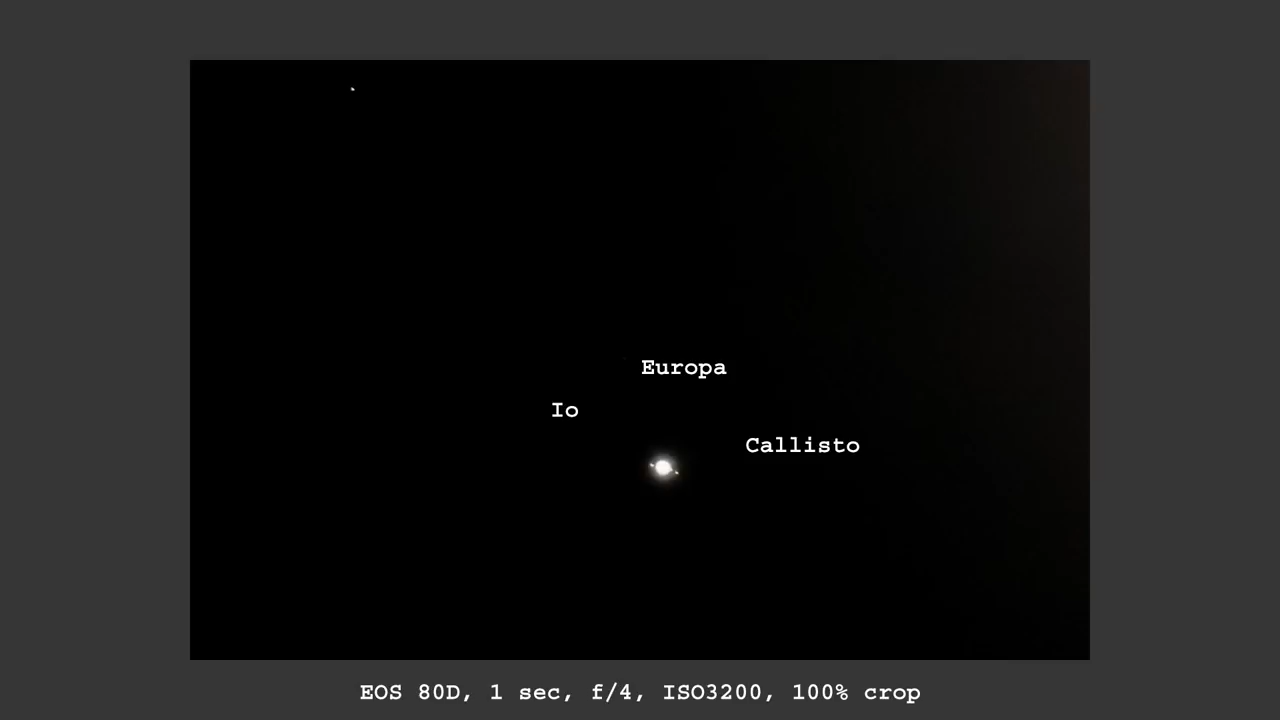 Europa
Io
Callisto
EOS 80D, 1 sec, f/4, ISO3200, 100% crop